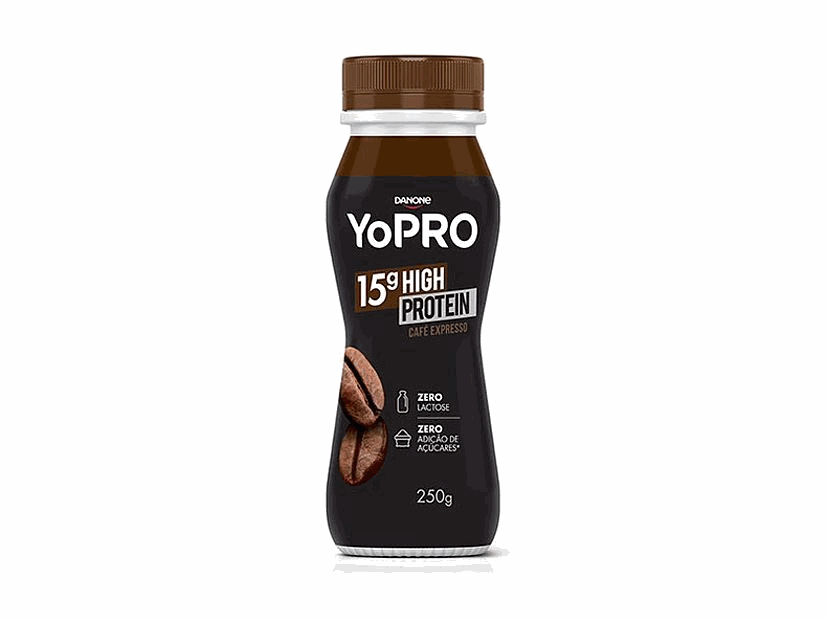 DANONE
YoPRO
15g HIGH
PROTEIN
CAFÉ EXPRESSO
ZERO
LACTOSE
ZERO
ADIÇÃO DE
AÇÚCARES*
250g